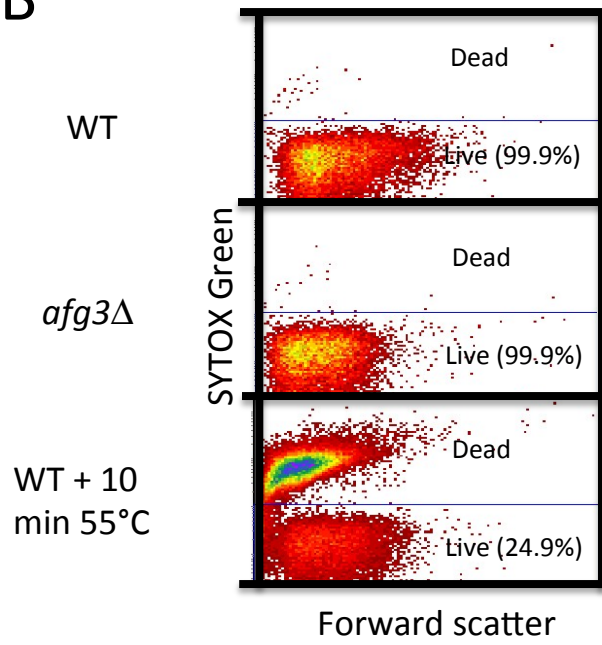 B
Dead
WT
Live (99.9%)
SYTOX Green
Dead
afg3Δ
Live (99.9%)
Dead
WT + 10
min 55°C
Live (24.9%)
Forward scatter